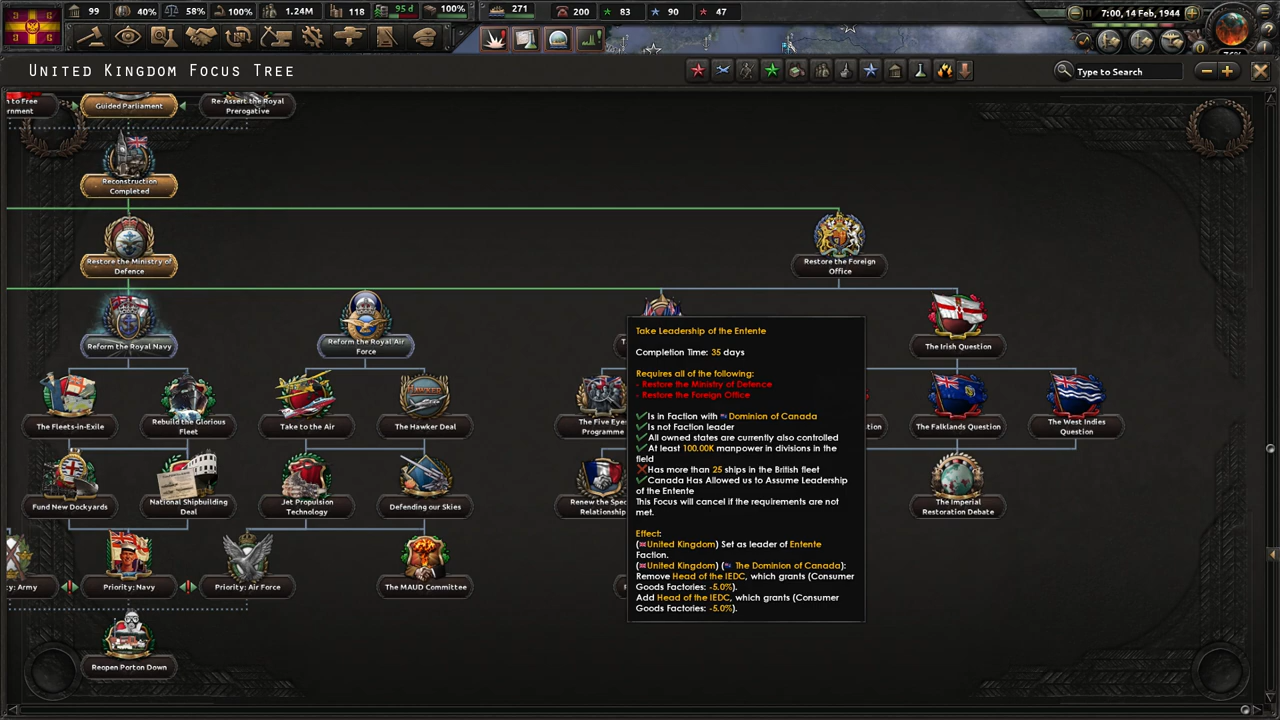 99 40% 58% 100% 1.24M 118 95 d 100% 271 200 83 90 47 7:00, 14 Feb, 1944
76%
UNITED KINGDOM FOCUS TREE
Type to Search
n to Free
rnment
Guided Parliament
Re-Assert the Royal
Prerogative
Reconstruction
Completed
Restore the Ministry of
Defence
Restore the Foreign
Office
Reform the Royal Navy
Reform the Royal Air
Force
The Irish Question
Take Leadership of the Entente
Completion Time: 35 days
Requires all of the following:
- Restore the Ministry of Defence
- Restore the Foreign Office
Is in Faction with Dominion of Canada
Is not Faction leader
All owned states are currently also controlled
At least 100.00K manpower in divisions in the
field
Has more than 25 ships in the British fleet
Canada Has Allowed us to Assume Leadership
of the Entente
This Focus will cancel if the requirements are not
met.
Effect:
(United Kingdom) Set as leader of Entente
Faction.
(United Kingdom) (The Dominion of Canada):
Remove Head of the IEDC, which grants (Consumer
Goods Factories: -5.0%).
Add Head of the IEDC, which grants (Consumer
Goods Factories: -5.0%).
The Fleets-in-Exile
Rebuild the Glorious
Fleet
Take to the Air
The Hawker Deal
The Five Eyes
Programme
stion
The Falklands Question
The West Indies
Question
Fund New Dockyards
National Shipbuilding
Deal
Jet Propulsion
Technology
Defending our Skies
Renew the Spec
Relationship
The Imperial
Restoration Debate
ty: Army
Priority: Navy
Priority: Air Force
The MAUD Committee
Reopen Porton Down